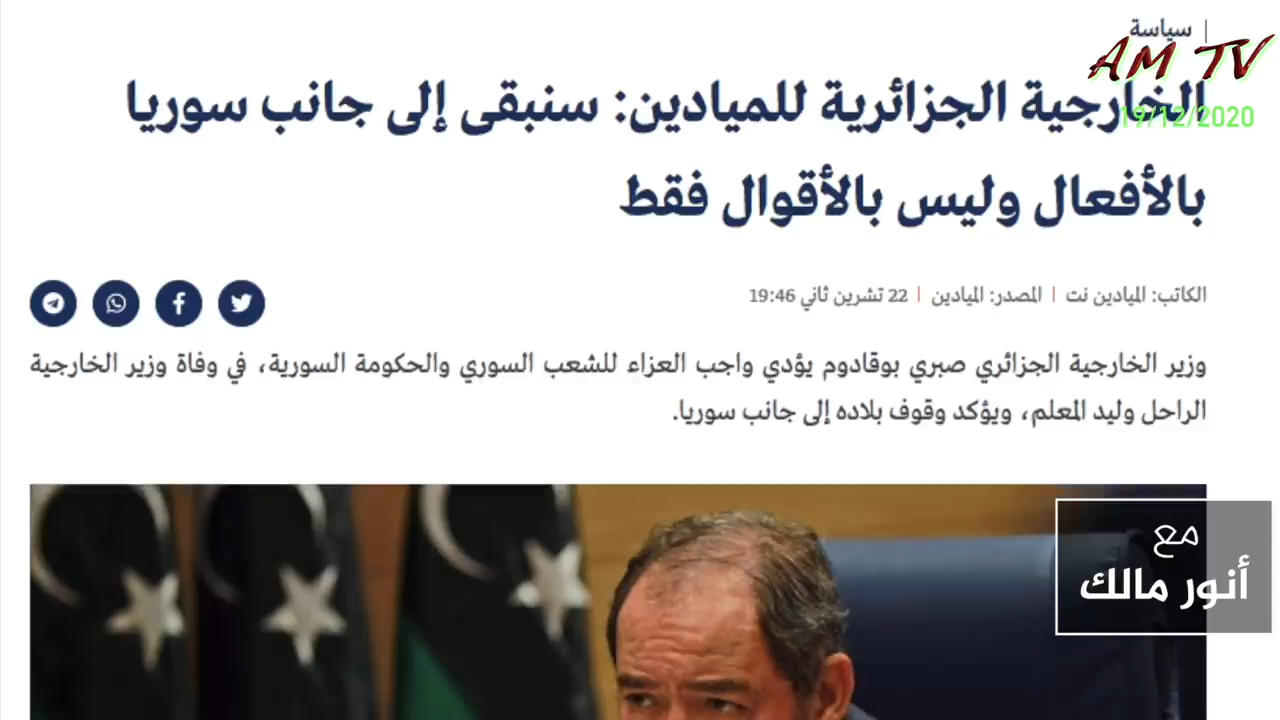 سياسة
AM TV
الخارجية الجزائرية للميادين: سنبقى إلى جانب سوريا
19/12/2020
بالأفعال وليس بالأقوال فقط
الكاتب: الميادين نت | المصدر: الميادين | 22 تشرين ثاني 19:46
وزير الخارجية الجزائري صبري بوقادوم يؤدي واجب العزاء للشعب السوري والحكومة السورية، في وفاة وزير الخارجية
الراحل وليد المعلم، ويؤكد وقوف بلاده إلى جانب سوريا.
مع
أنور مالك